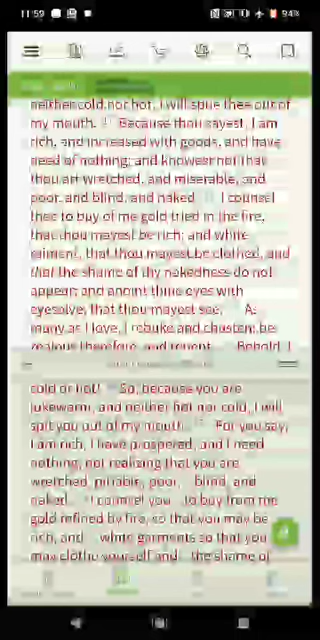 11:59
94%
neither cold nor hot, I will spue thee out of
my mouth. Because thou sayest, I am
rich, and increased with goods, and have
need of nothing; and knowest not that
thou art wretched, and miserable, and
poor, and blind, and naked I counsel
thee to buy of me gold tried in the fire,
that thou mayest be rich; and white
raiment, that thou mayest be clothed, and
that the shame of thy nakedness do not
appear; and anoint thine eyes with
eyesalve, that thou mayest see. As
many as I love, I rebuke and chasten: be
zealous therefore, and repent. Behold, I
cold or hot! So, because you are
lukewarm, and neither hot nor cold, I will
spit you out of my mouth. For you say,
I am rich, I have prospered, and I need
nothing, not realizing that you are
wretched, pitiable, poor, blind, and
naked. I counsel you to buy from me
gold refined by fire, so that you may be
rich, and white garments so that you
may clothe yourself and the shame of